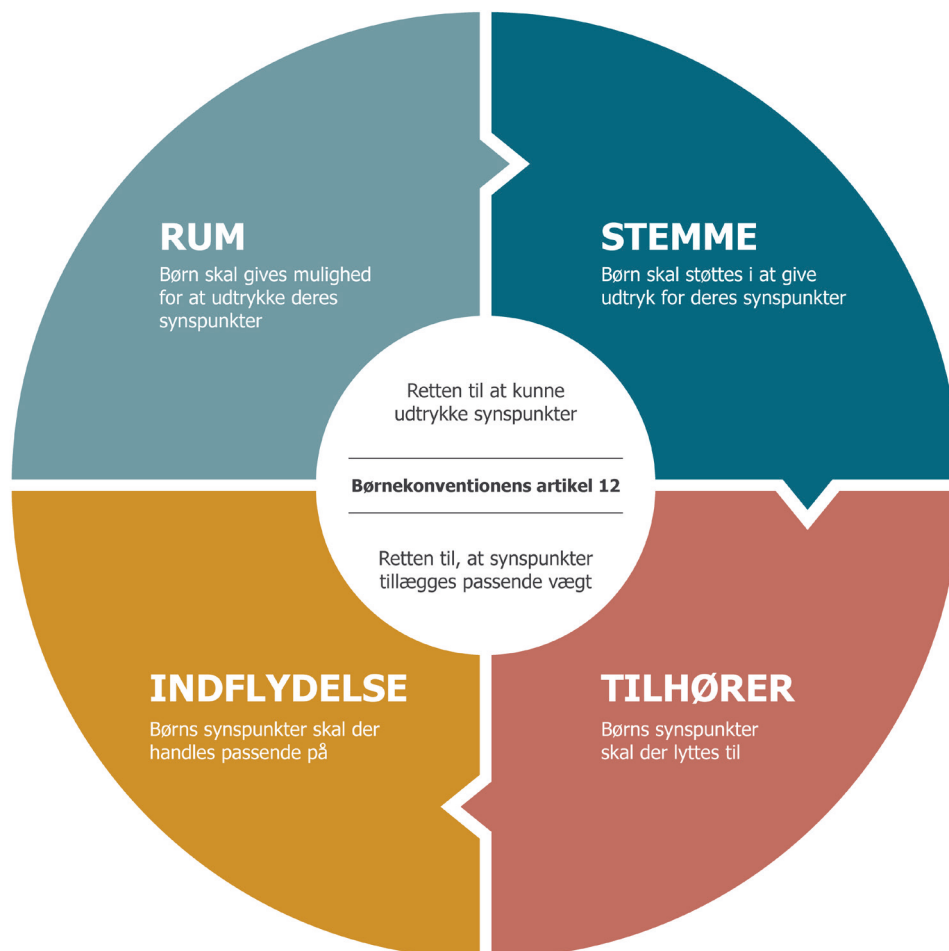 RUM
Børn skal gives mulighed
for at udtrykke deres
synspunkter
STEMME
Børn skal støttes i at give
udtryk for deres synspunkter
Retten til at kunne
udtrykke synspunkter
Børnekonventionens artikel 12
Retten til, at synspunkter
tillægges passende vægt
INDFLYDELSE
Børns synspunkter skal der
handles passende på
TILHØRER
Børns synspunkter
skal der lyttes til